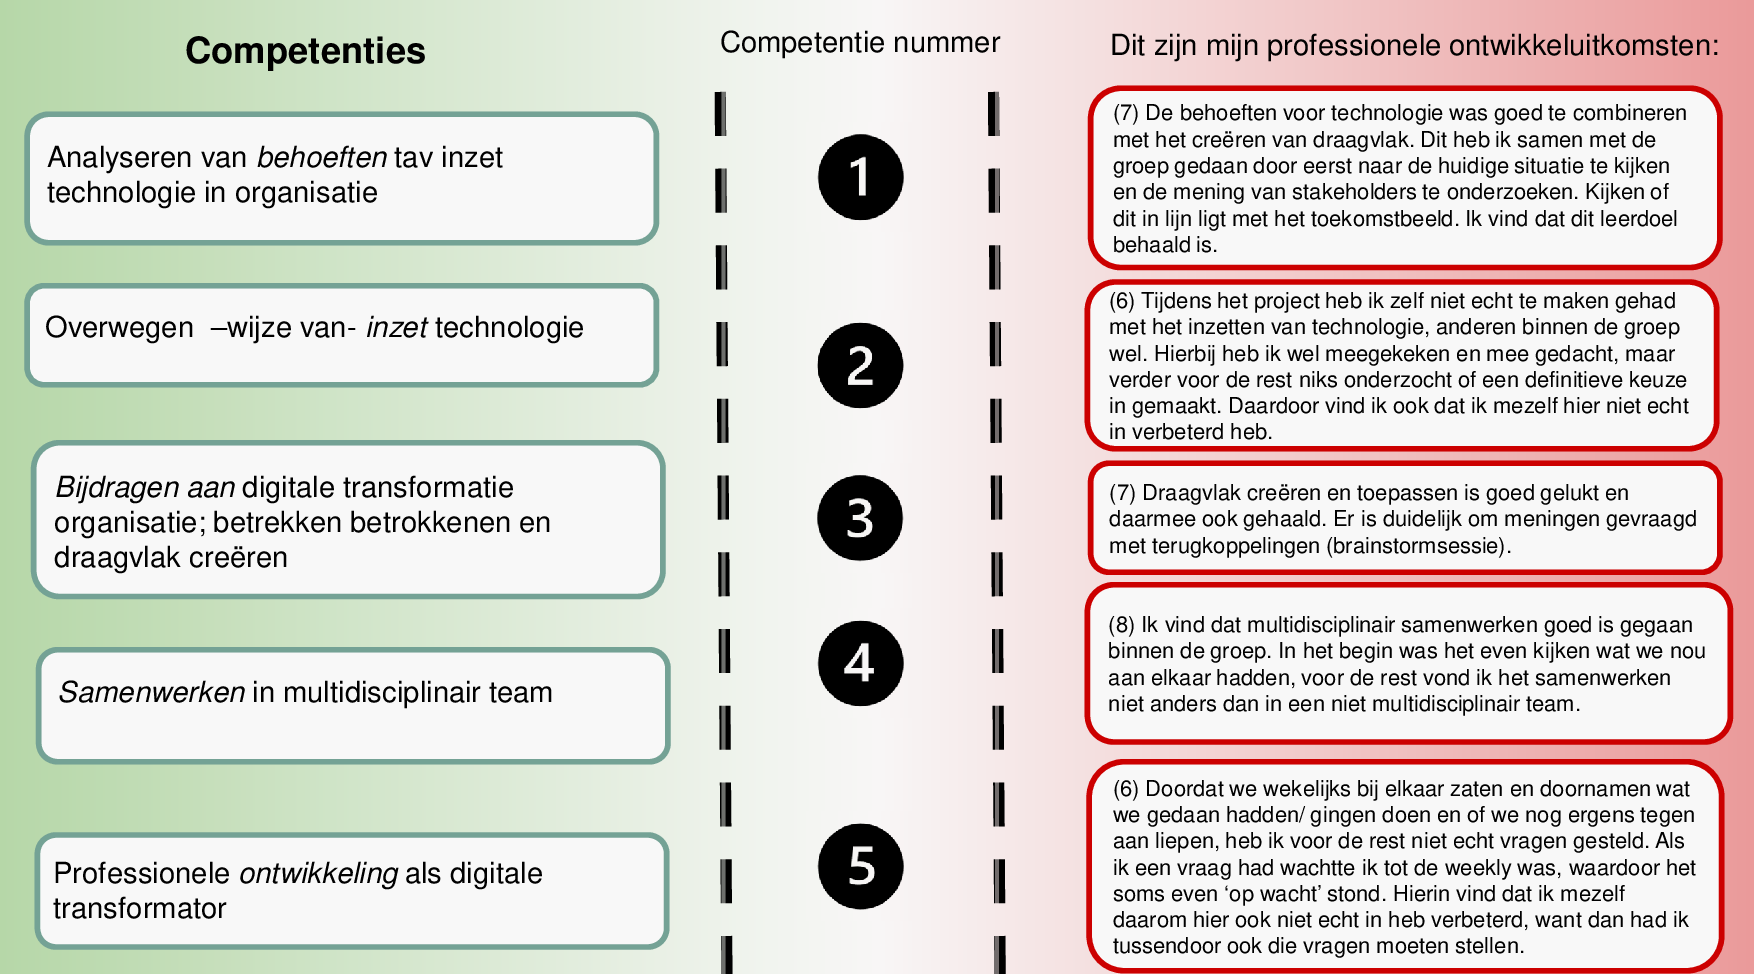 Competenties
Competentie nummer
Dit zijn mijn professionele ontwikkeluitkomsten:
Analyseren van behoeften tav inzet
technologie in organisatie
1
(7) De behoeften voor technologie was goed te combineren
met het creëren van draagvlak. Dit heb ik samen met de
groep gedaan door eerst naar de huidige situatie te kijken
en de mening van stakeholders te onderzoeken. Kijken of
dit in lijn ligt met het toekomstbeeld. Ik vind dat dit leerdoel
behaald is.
Overwegen –wijze van- inzet technologie
2
(6) Tijdens het project heb ik zelf niet echt te maken gehad
met het inzetten van technologie, anderen binnen de groep
wel. Hierbij heb ik wel meegekeken en mee gedacht, maar
verder voor de rest niks onderzocht of een definitieve keuze
in gemaakt. Daardoor vind ik ook dat ik mezelf hier niet echt
in verbeterd heb.
Bijdragen aan digitale transformatie
organisatie; betrekken betrokkenen en
draagvlak creëren
3
(7) Draagvlak creëren en toepassen is goed gelukt en
daarmee ook gehaald. Er is duidelijk om meningen gevraagd
met terugkoppelingen (brainstormsessie).
Samenwerken in multidisciplinair team
4
(8) Ik vind dat multidisciplinair samenwerken goed is gegaan
binnen de groep. In het begin was het even kijken wat we nou
aan elkaar hadden, voor de rest vond ik het samenwerken
niet anders dan in een niet multidisciplinair team.
Professionele ontwikkeling als digitale
transformator
5
(6) Doordat we wekelijks bij elkaar zaten en doornamen wat
we gedaan hadden/ gingen doen en of we nog ergens tegen
aan liepen, heb ik voor de rest niet echt vragen gesteld. Als
ik een vraag had wachtte ik tot de weekly was, waardoor het
soms even ‘op wacht’ stond. Hierin vind dat ik mezelf
daarom hier ook niet echt in heb verbeterd, want dan had ik
tussendoor ook die vragen moeten stellen.